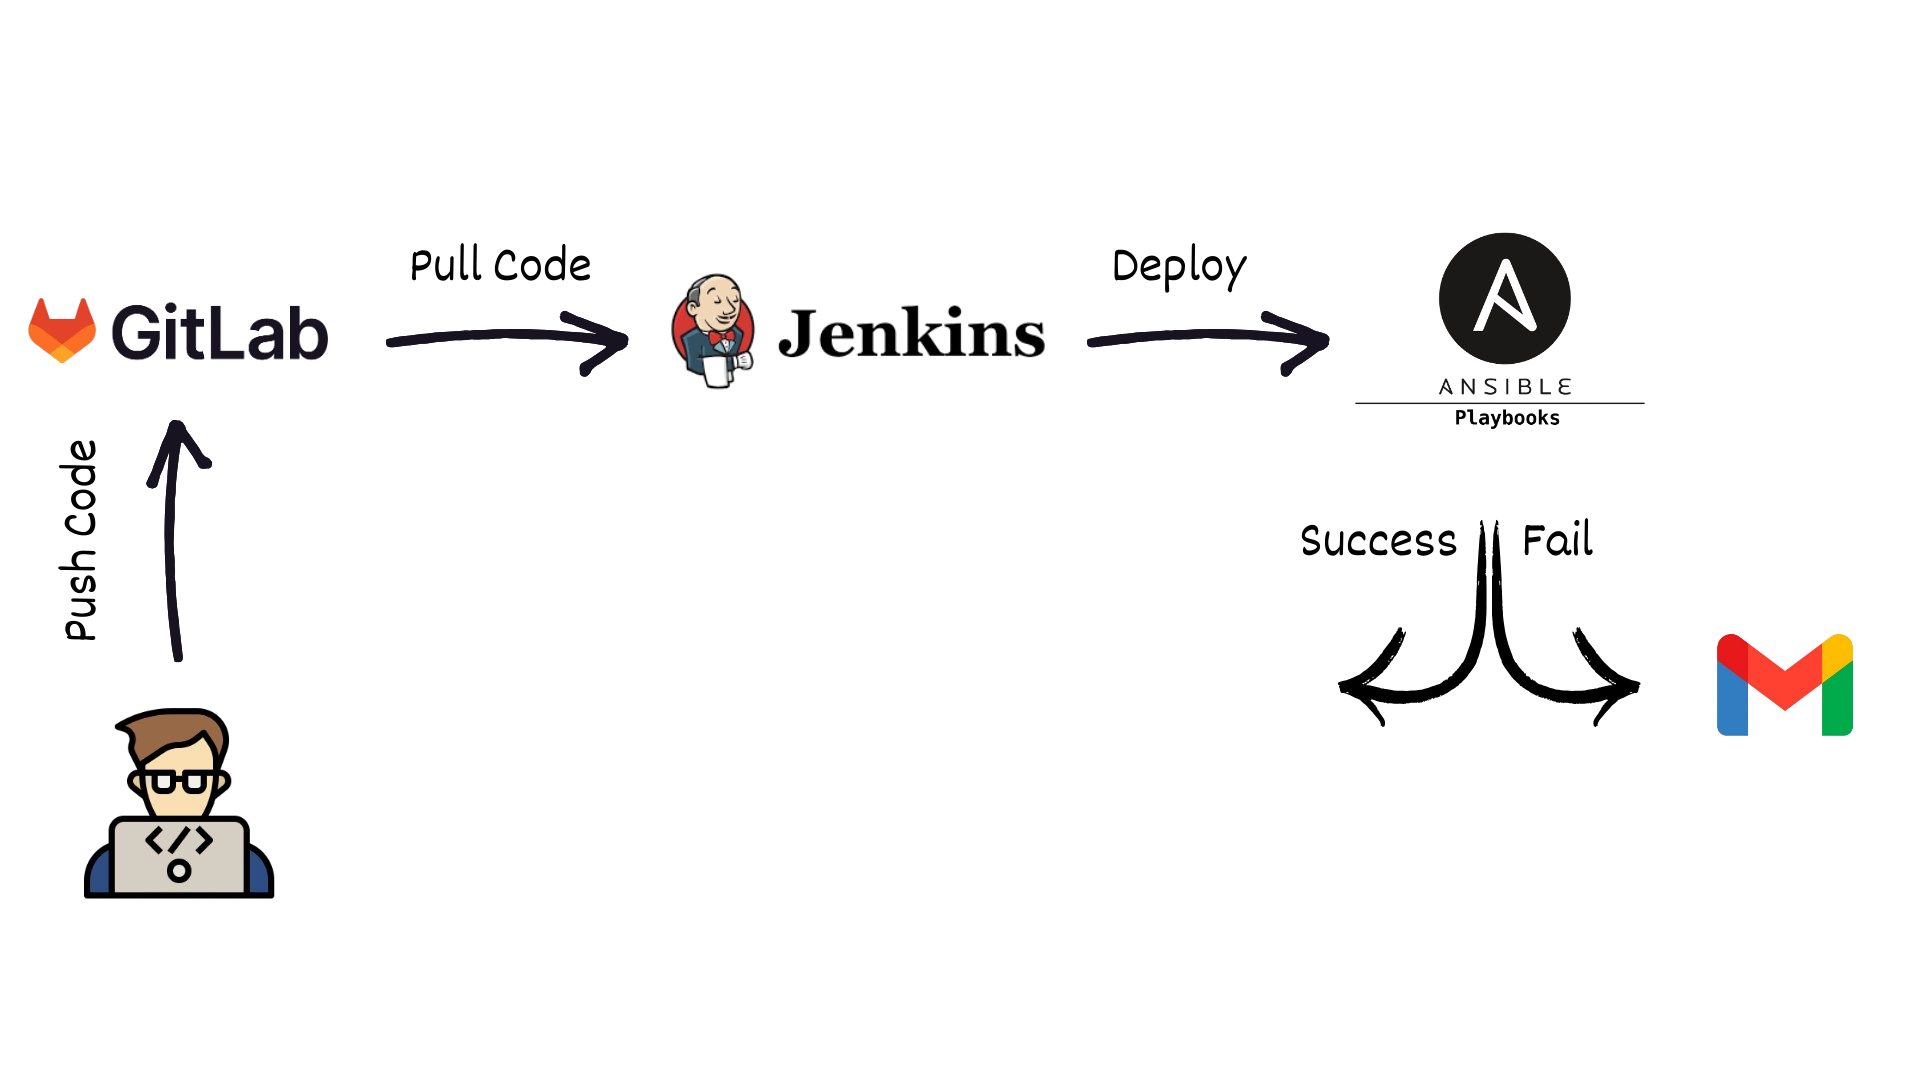 Pull Code
Deploy
GitLab
Jenkins
ANSIBLE
Playbooks
Push Code
Success
Fail
</>